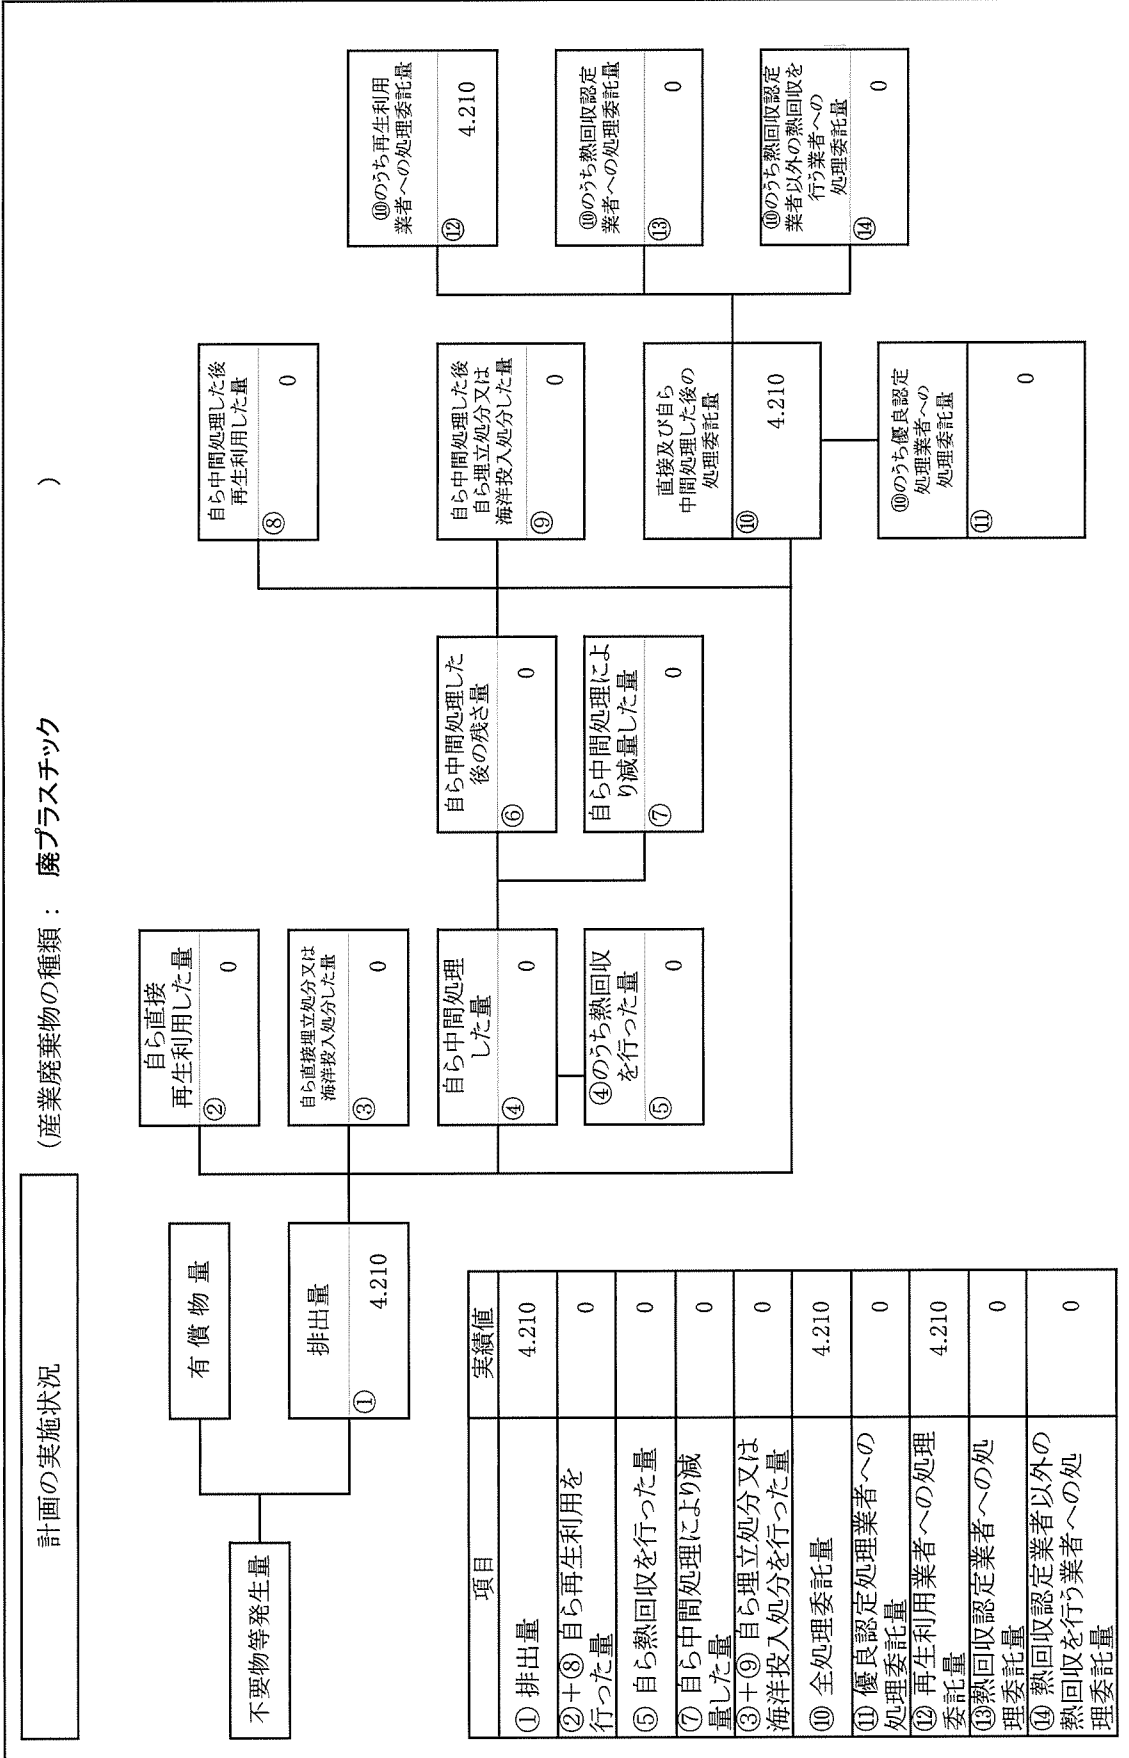 計画の実施状況
(産業廃棄物の種類： 廃プラスチック )
不要物等発生量
有償物量
排出量
① 4.210
自ら直接
再生利用した量
② 0
自ら直接埋立処分又は
海洋投入処分した量
③ 0
自ら中間処理
した量
④ 0
④のうち熱回収
を行った量
⑤ 0
自ら中間処理した
後の残さ量
⑥ 0
自ら中間処理によ
り減量した量
⑦ 0
自ら中間処理した後
再生利用した量
⑧ 0
自ら中間処理した後
自ら埋立処分又は
海洋投入処分した量
⑨ 0
直接及び自ら
中間処理した後の
処理委託量
⑩ 4.210
⑩のうち優良認定
処理業者への
処理委託量
⑪ 0
⑩のうち再生利用
業者への処理委託量
⑫ 4.210
⑩のうち熱回収認定
業者への処理委託量
⑬ 0
⑩のうち熱回収認定
業者以外の熱回収を
行う業者への
処理委託量
⑭ 0
項目 実績値
① 排出量 4.210
②＋⑧ 自ら再生利用を
行った量 0
⑤ 自ら熱回収を行った量 0
⑦ 自ら中間処理により減
量した量 0
③＋⑨ 自ら埋立処分又は
海洋投入処分を行った量 0
⑩ 全処理委託量 4.210
⑪ 優良認定処理業者への
処理委託量 0
⑫ 再生利用業者への処理
委託量 4.210
⑬熱回収認定業者への処
理委託量 0
⑭ 熱回収認定業者以外の
熱回収を行う業者への処
理委託量 0